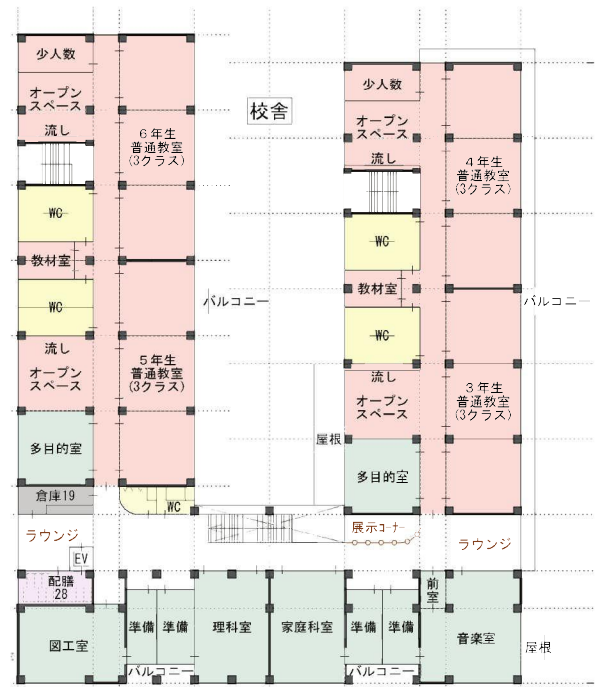 校舎
少人数
オープン
スペース
流し
6年生
普通教室
(3クラス)
WC
教材室
WC
流し
オープン
スペース
5年生
普通教室
(3クラス)
多目的室
倉庫19
WC
バルコニー
少人数
オープン
スペース
流し
4年生
普通教室
(3クラス)
WC
教材室
WC
バルコニー
流し
オープン
スペース
3年生
普通教室
(3クラス)
屋根
多目的室
ラウンジ
EV
展示ｺｰﾅｰ
ラウンジ
配膳
28
図工室
準備
準備
バルコニー
理科室
家庭科室
準備
準備
バルコニー
前室
音楽室
屋根